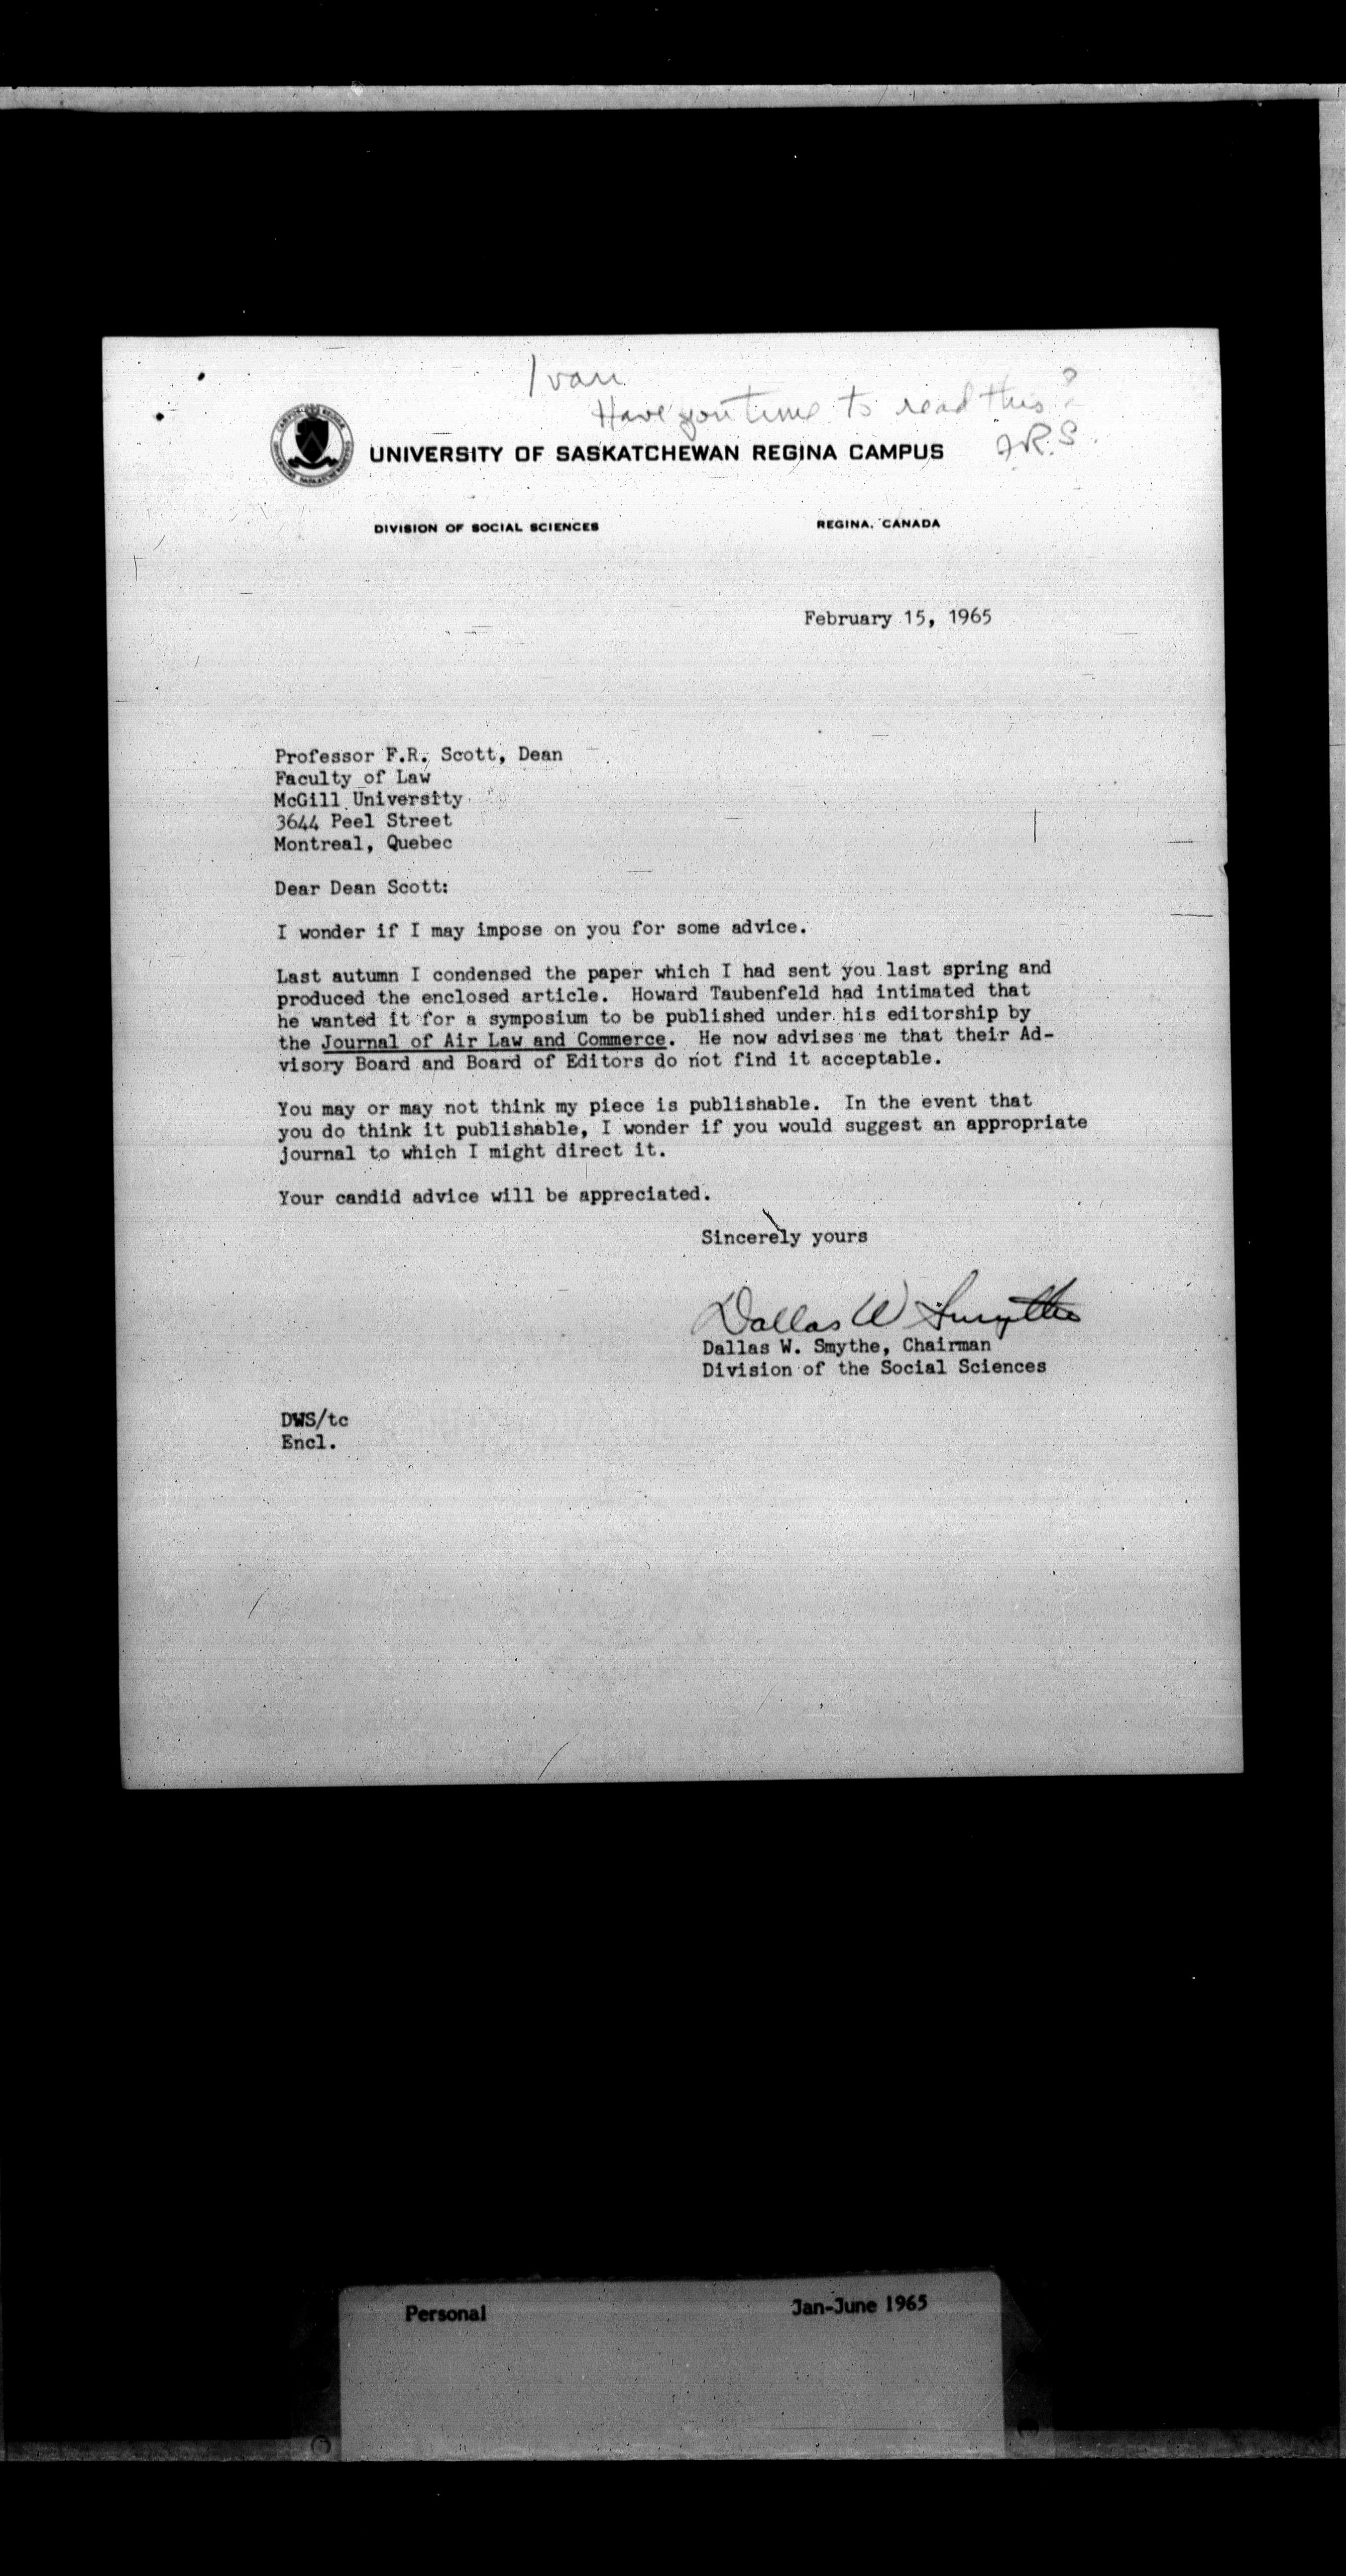 Ivan
Have you time to read this?
F.R.S.
UNIVERSITY OF SASKATCHEWAN REGINA CAMPUS
DIVISION OF SOCIAL SCIENCES
REGINA, CANADA
February 15, 1965
Professor F.R. Scott, Dean
Faculty of Law
McGill University
3644 Peel Street
Montreal, Quebec
Dear Dean Scott:
I wonder if I may impose on you for some advice.
Last autumn I condensed the paper which I had sent you last spring and
produced the enclosed article. Howard Taubenfeld had intimated that
he wanted it for a symposium to be published under his editorship by
the Journal of Air Law and Commerce. He now advises me that their Ad-
visory Board and Board of Editors do not find it acceptable.
You may or may not think my piece is publishable. In the event that
you do think it publishable, I wonder if you would suggest an appropriate
journal to which I might direct it.
Your candid advice will be appreciated.
Sincerely yours
Dallas W Smythe
Dallas W. Smythe, Chairman
Division of the Social Sciences
DWS/tc
Encl.
Personal
Jan-June 1965